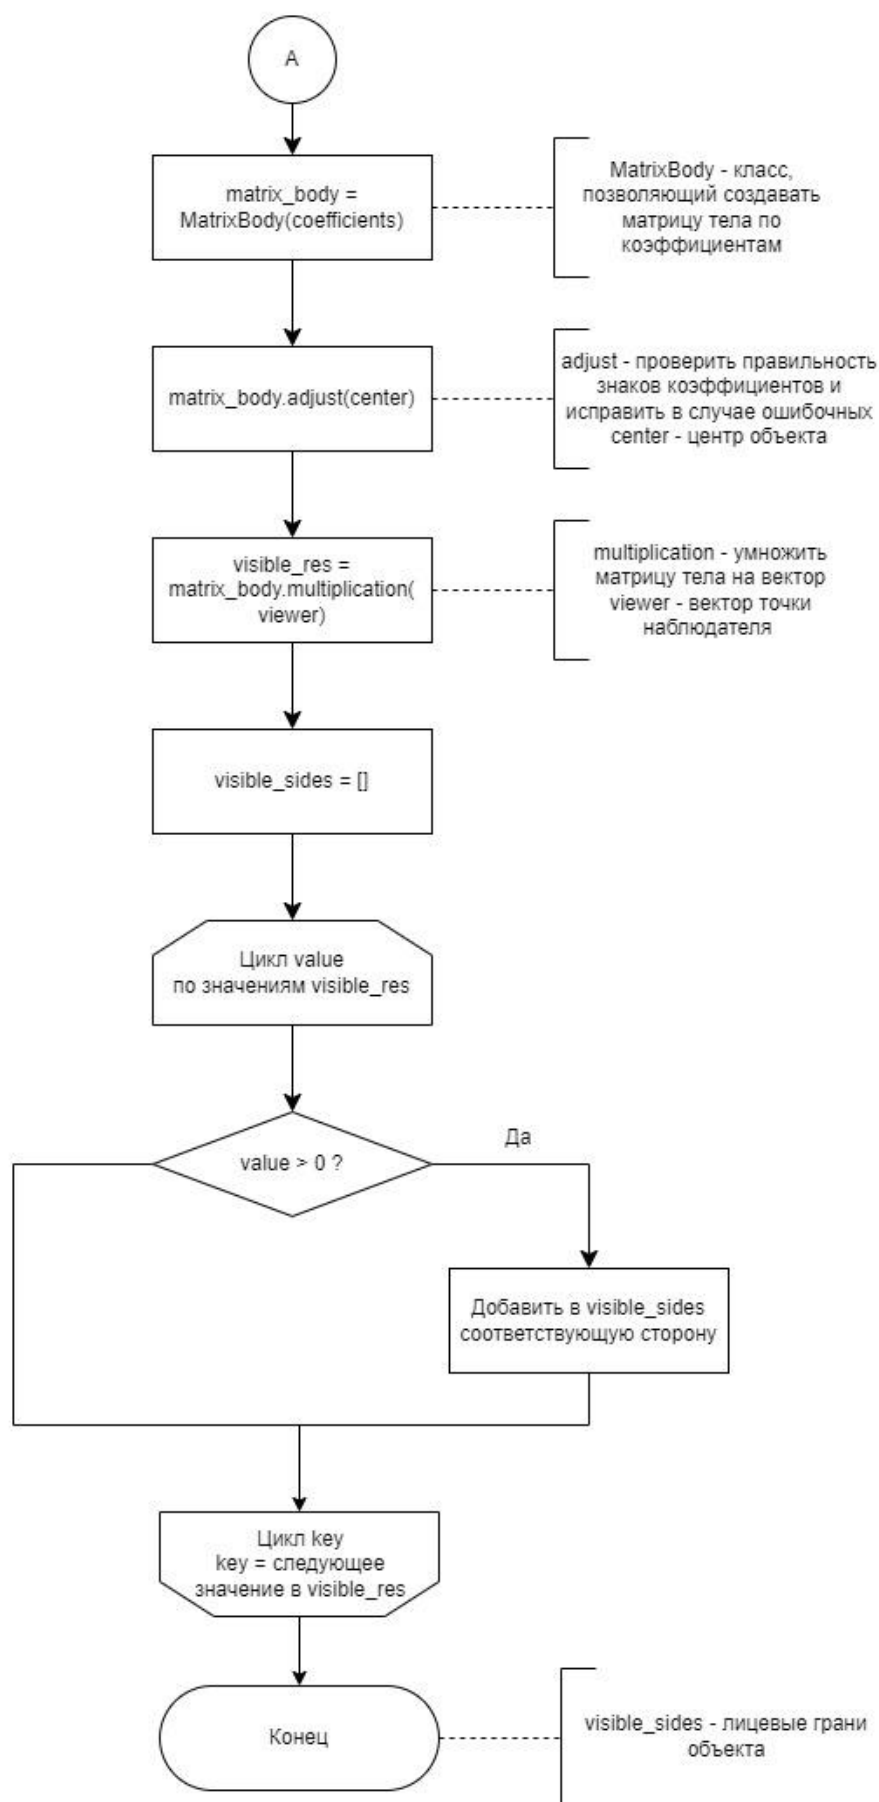 A
matrix_body =
MatrixBody(coefficients)
MatrixBody - класс,
позволяющий создавать
матрицу тела по
коэффициентам
matrix_body.adjust(center)
adjust - проверить правильность
знаков коэффициентов и
исправить в случае ошибочных
center - центр объекта
visible_res =
matrix_body.multiplication(
viewer)
multiplication - умножить
матрицу тела на вектор
viewer - вектор точки
наблюдателя
visible_sides = []
Цикл value
по значениям visible_res
value > 0 ?
Да
Добавить в visible_sides
соответствующую сторону
Цикл key
key = следующее
значение в visible_res
Конец
visible_sides - лицевые грани
объекта